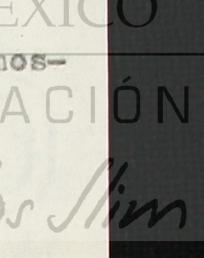 EXICO
nos-
ACIÓN
os Slim